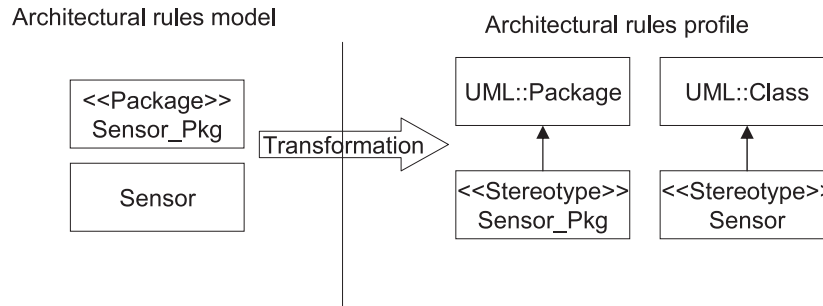 Architectural rules model
Architectural rules profile
<<Package>>
Sensor_Pkg
Sensor
Transformation
UML::Package
UML::Class
<<Stereotype>>
Sensor_Pkg
<<Stereotype>>
Sensor